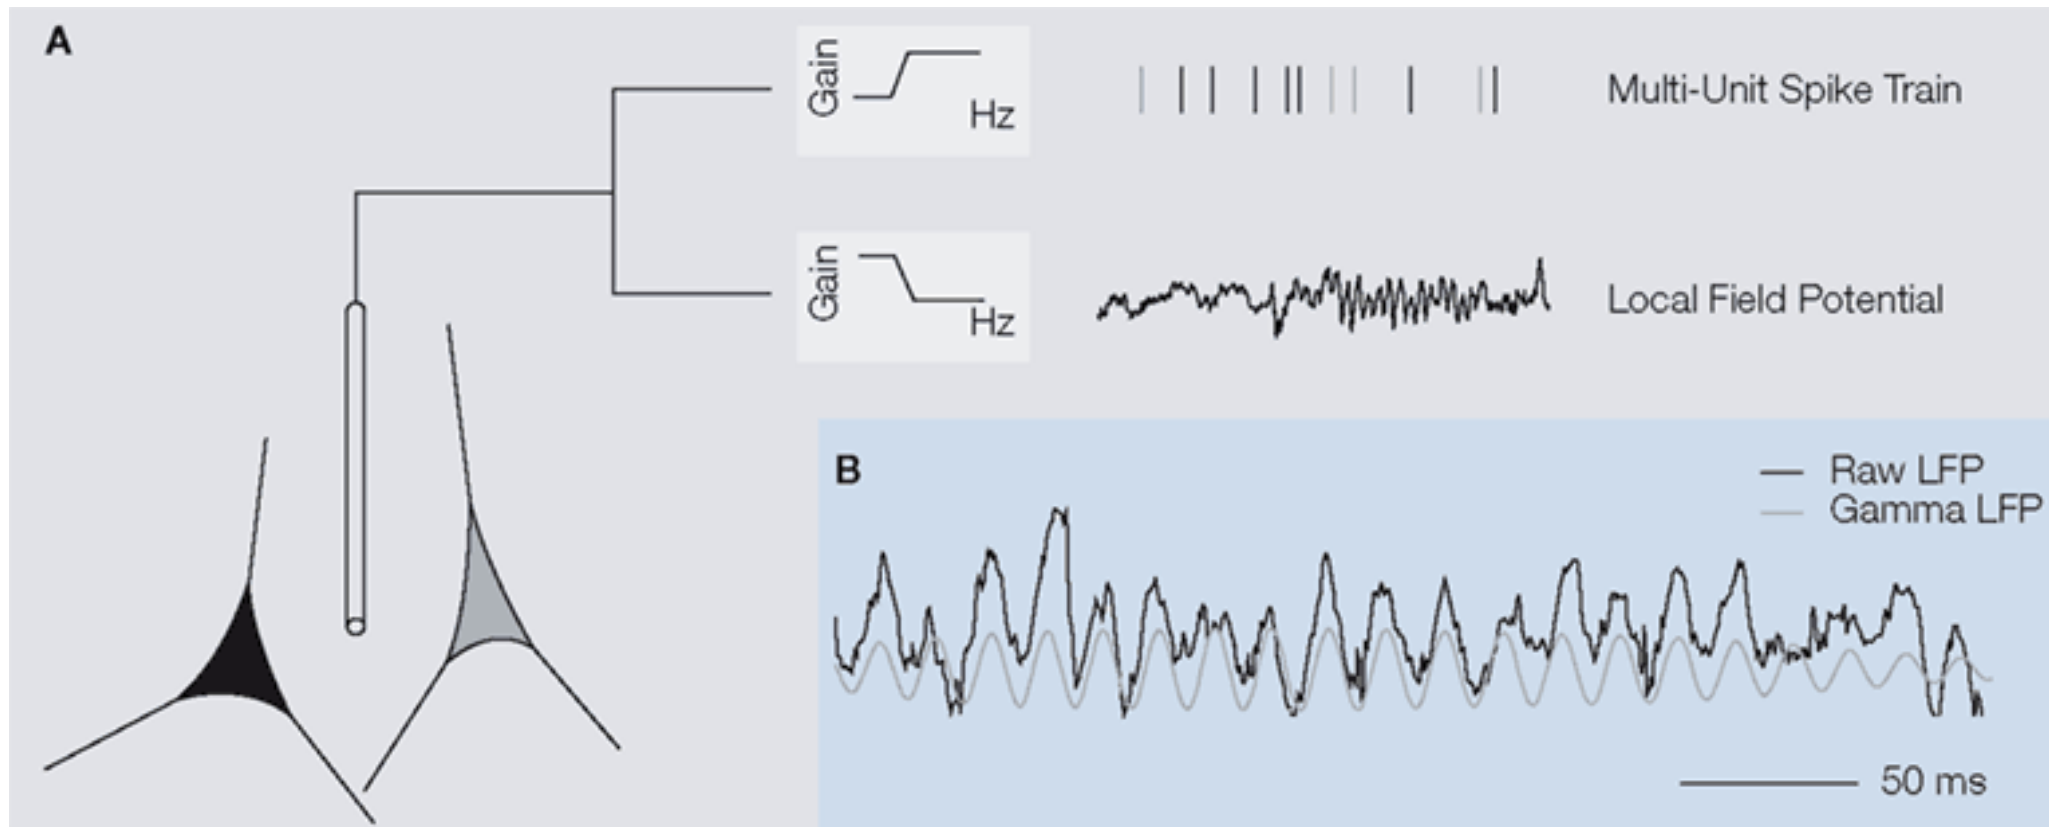 A
Gain
Hz
Multi-Unit Spike Train
Gain
Hz
Local Field Potential
B
Raw LFP
Gamma LFP
50 ms